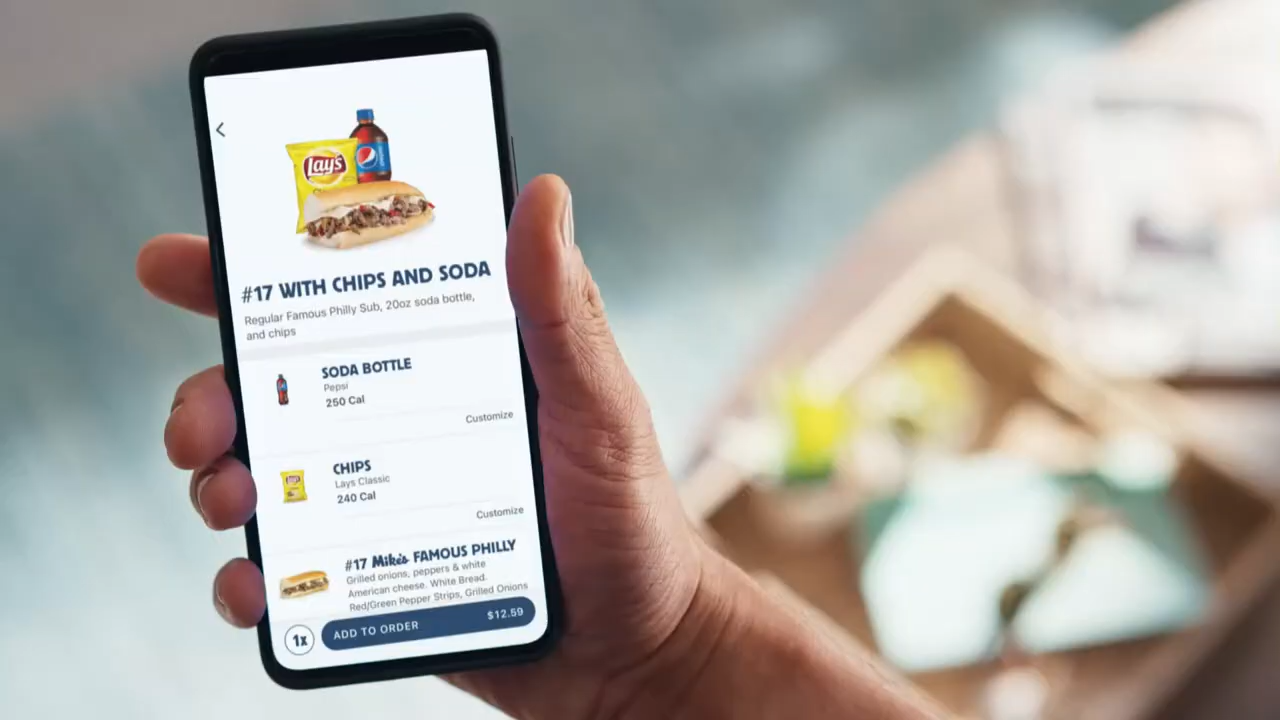 Lay's
pepsi
#17 WITH CHIPS AND SODA
Regular Famous Philly Sub, 20oz soda bottle,
and chips
SODA BOTTLE
Pepsi
250 Cal
Customize
CHIPS
Lays Classic
240 Cal
Customize
#17 Mike's FAMOUS PHILLY
Grilled onions, peppers & white
American cheese. White Bread.
Red/Green Pepper Strips, Grilled Onions
1x
ADD TO ORDER
$12.59